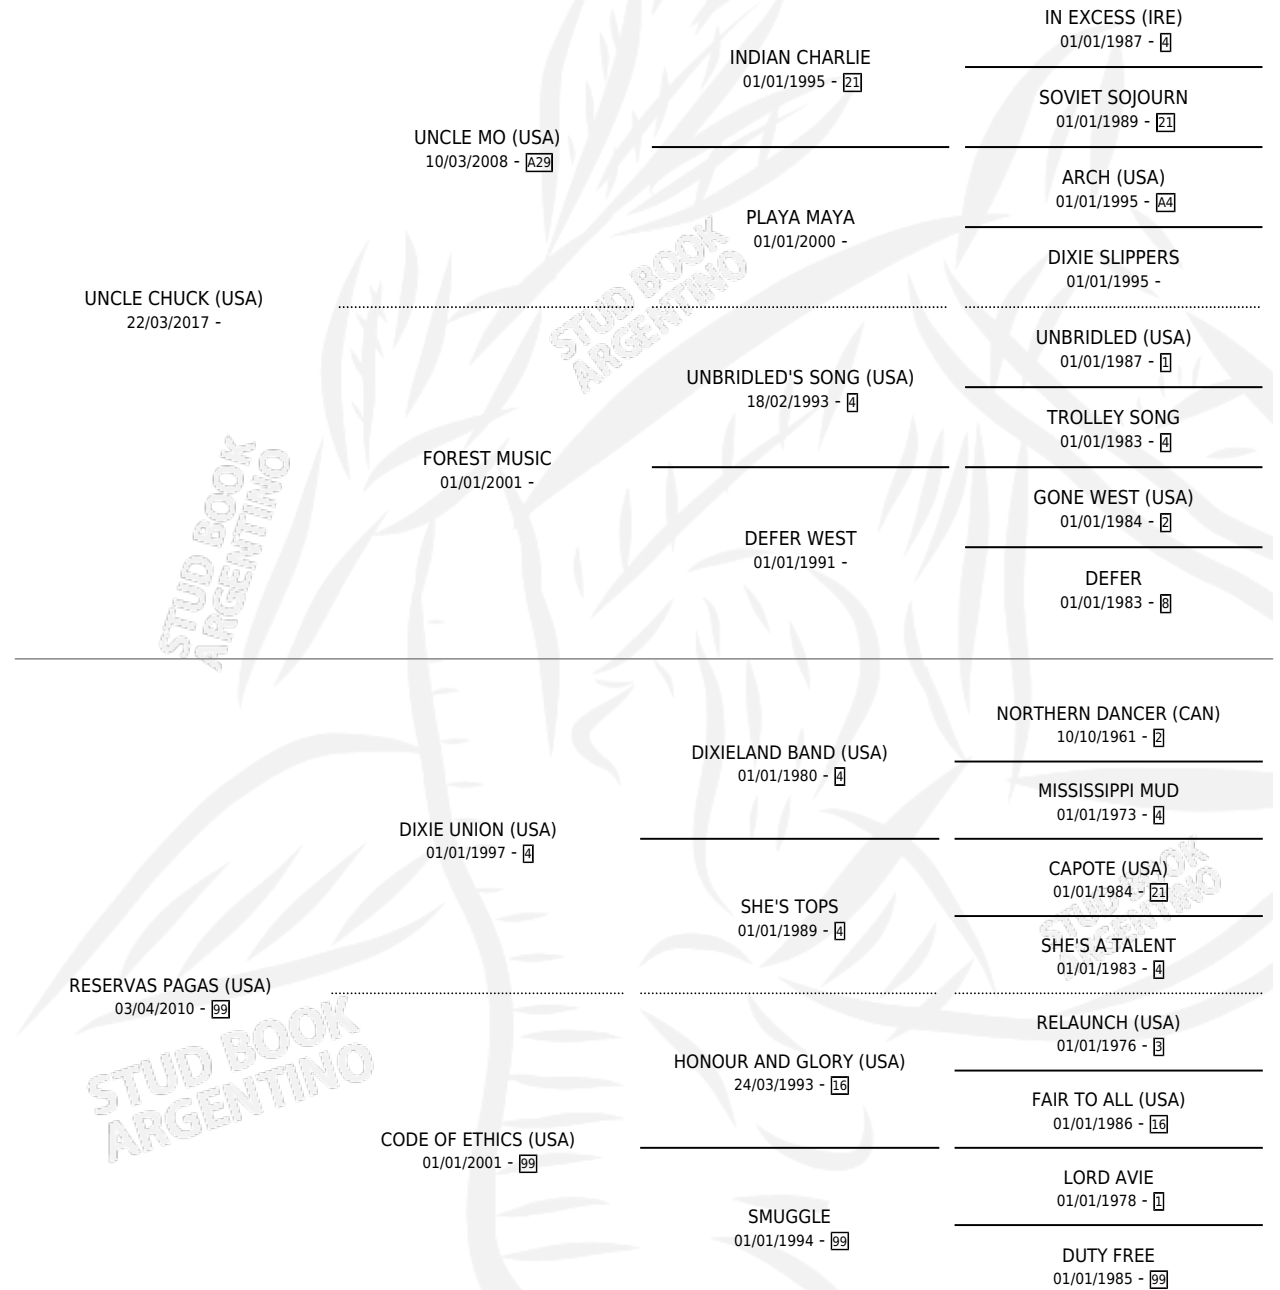 IN EXCESS (IRE)
01/01/1987 - 4
INDIAN CHARLIE
01/01/1995 - 21
SOVIET SOJOURN
01/01/1989 - 21
UNCLE MO (USA)
10/03/2008 - A29
ARCH (USA)
01/01/1995 - A4
PLAYA MAYA
01/01/2000 -
DIXIE SLIPPERS
01/01/1995 -
UNCLE CHUCK (USA)
22/03/2017 -
UNBRIDLED (USA)
01/01/1987 - 1
UNBRIDLED'S SONG (USA)
18/02/1993 - 4
TROLLEY SONG
01/01/1983 - 4
FOREST MUSIC
01/01/2001 -
GONE WEST (USA)
01/01/1984 - 2
DEFER WEST
01/01/1991 -
DEFER
01/01/1983 - 8
NORTHERN DANCER (CAN)
10/10/1961 - 2
DIXIELAND BAND (USA)
01/01/1980 - 4
MISSISSIPPI MUD
01/01/1973 - 4
DIXIE UNION (USA)
01/01/1997 - 4
CAPOTE (USA)
01/01/1984 - 21
SHE'S TOPS
01/01/1989 - 4
SHE'S A TALENT
01/01/1983 - 4
RESERVAS PAGAS (USA)
03/04/2010 - 99
RELAUNCH (USA)
01/01/1976 - 3
HONOUR AND GLORY (USA)
24/03/1993 - 16
FAIR TO ALL (USA)
01/01/1986 - 16
CODE OF ETHICS (USA)
01/01/2001 - 99
LORD AVIE
01/01/1978 - 1
SMUGGLE
01/01/1994 - 99
DUTY FREE
01/01/1985 - 99
STUD BOOK
ARGENTINO
STUD BOOK
ARGENTINO
STUD BOOK
ARGENTINO
STUD BOOK
ARGENTINO